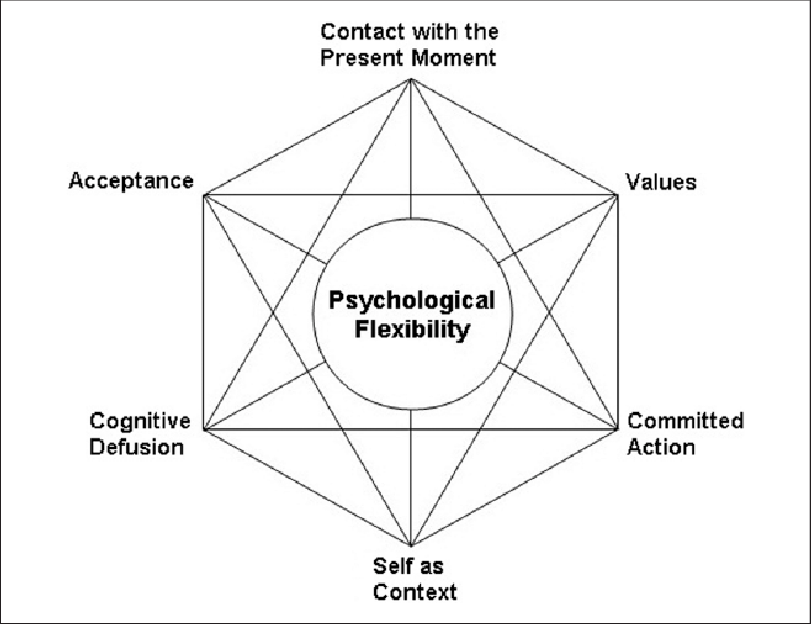 Contact with the
Present Moment
Acceptance
Values
Psychological
Flexibility
Cognitive
Defusion
Committed
Action
Self as
Context